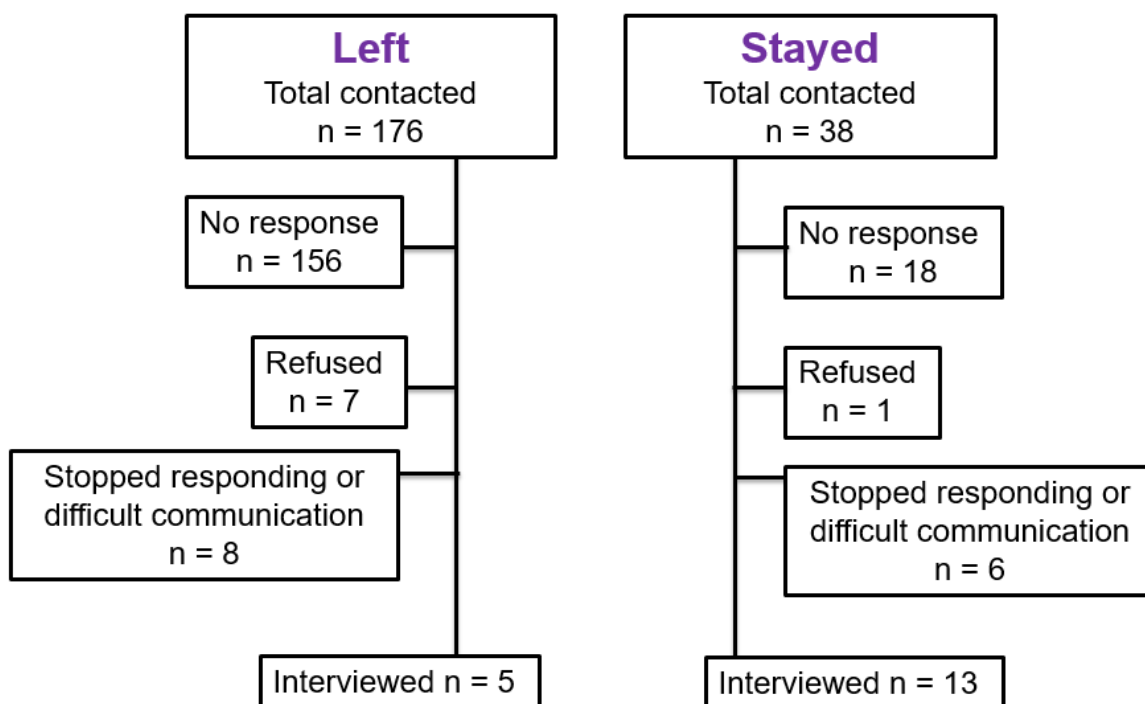 Left
Total contacted
n = 176
No response
n = 156
Refused
n = 7
Stopped responding or
difficult communication
n = 8
Interviewed n = 5
Stayed
Total contacted
n = 38
No response
n = 18
Refused
n = 1
Stopped responding or
difficult communication
n = 6
Interviewed n = 13